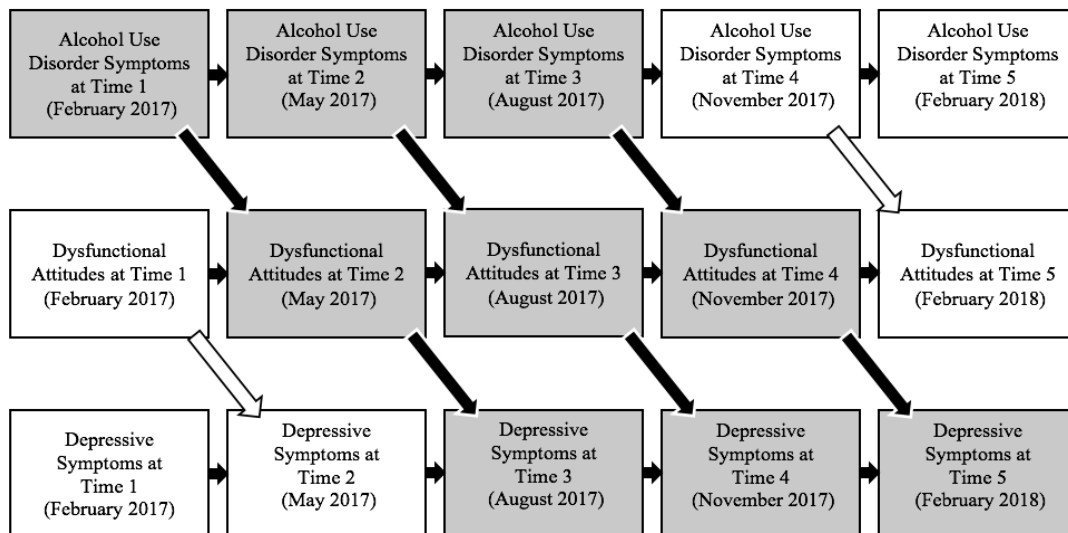 Alcohol Use
Disorder Symptoms
at Time 1
(February 2017)
Alcohol Use
Disorder Symptoms
at Time 2
(May 2017)
Alcohol Use
Disorder Symptoms
at Time 3
(August 2017)
Alcohol Use
Disorder Symptoms
at Time 4
(November 2017)
Alcohol Use
Disorder Symptoms
at Time 5
(February 2018)
Dysfunctional
Attitudes at Time 1
(February 2017)
Dysfunctional
Attitudes at Time 2
(May 2017)
Dysfunctional
Attitudes at Time 3
(August 2017)
Dysfunctional
Attitudes at Time 4
(November 2017)
Dysfunctional
Attitudes at Time 5
(February 2018)
Depressive
Symptoms at
Time 1
(February 2017)
Depressive
Symptoms at
Time 2
(May 2017)
Depressive
Symptoms at
Time 3
(August 2017)
Depressive
Symptoms at
Time 4
(November 2017)
Depressive
Symptoms at
Time 5
(February 2018)